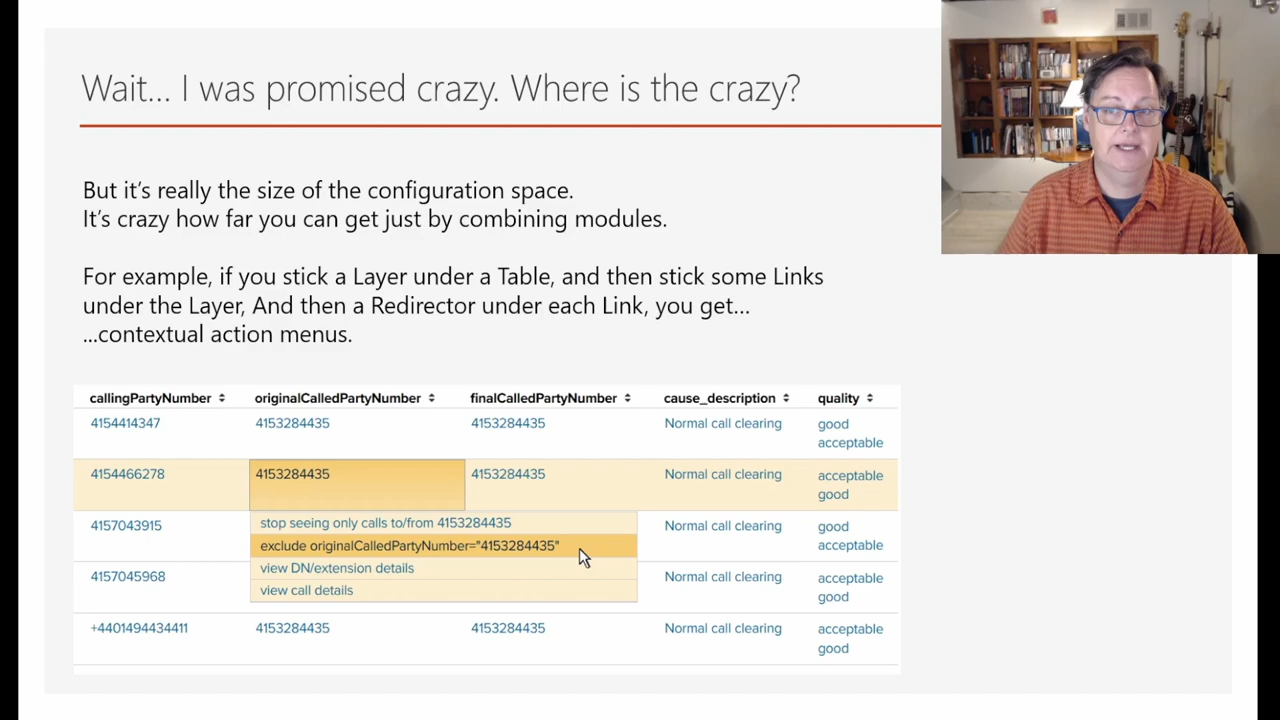 Wait... I was promised crazy. Where is the crazy?
But it's really the size of the configuration space.
It's crazy how far you can get just by combining modules.
For example, if you stick a Layer under a Table, and then stick some Links
under the Layer, And then a Redirector under each Link, you get...
...contextual action menus.
callingPartyNumber originalCalledPartyNumber finalCalledPartyNumber cause_description quality
4154414347 4153284435 4153284435 Normal call clearing good
acceptable
4154466278 4153284435 4153284435 Normal call clearing acceptable
good
4157043915 stop seeing only calls to/from 4153284435 Normal call clearing good
exclude originalCalledPartyNumber="4153284435" acceptable
view DN/extension details
4157045968 view call details Normal call clearing acceptable
good
+4401494434411 4153284435 4153284435 Normal call clearing acceptable
good